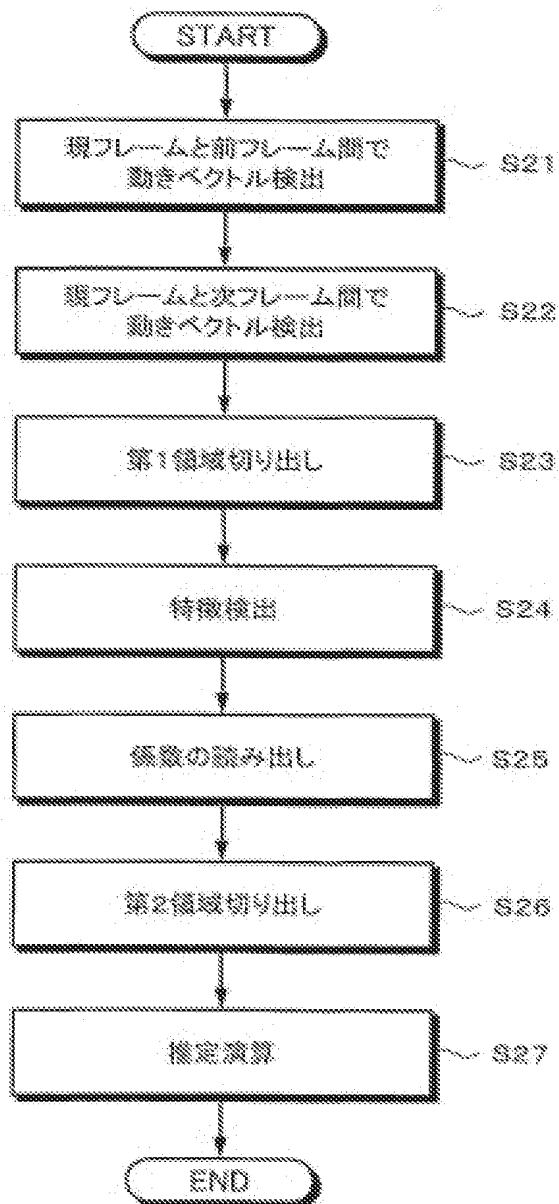 START
現フレームと前フレーム間で
動きベクトル検出
S21
現フレームと次フレーム間で
動きベクトル検出
S22
第1領域切り出し
S23
特徴検出
S24
係数の読み出し
S25
第2領域切り出し
S26
推定演算
S27
END